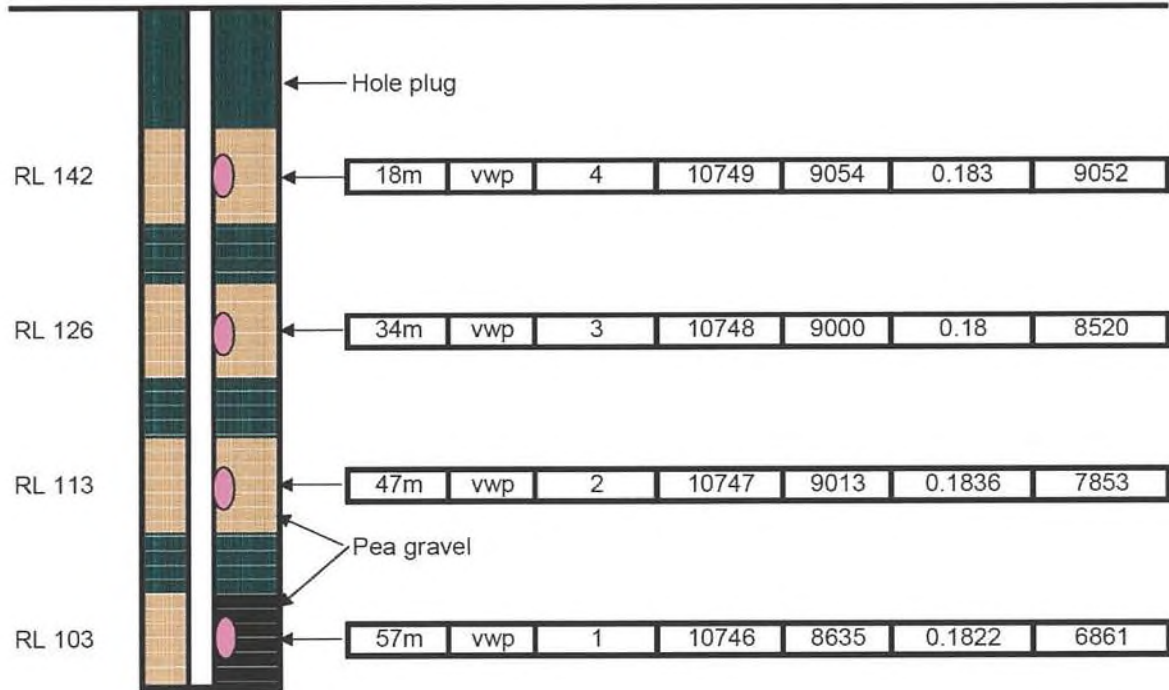 Hole plug
RL 142 18m vwp 4 10749 9054 0.183 9052
RL 126 34m vwp 3 10748 9000 0.18 8520
RL 113 47m vwp 2 10747 9013 0.1836 7853
Pea gravel
RL 103 57m vwp 1 10746 8635 0.1822 6861